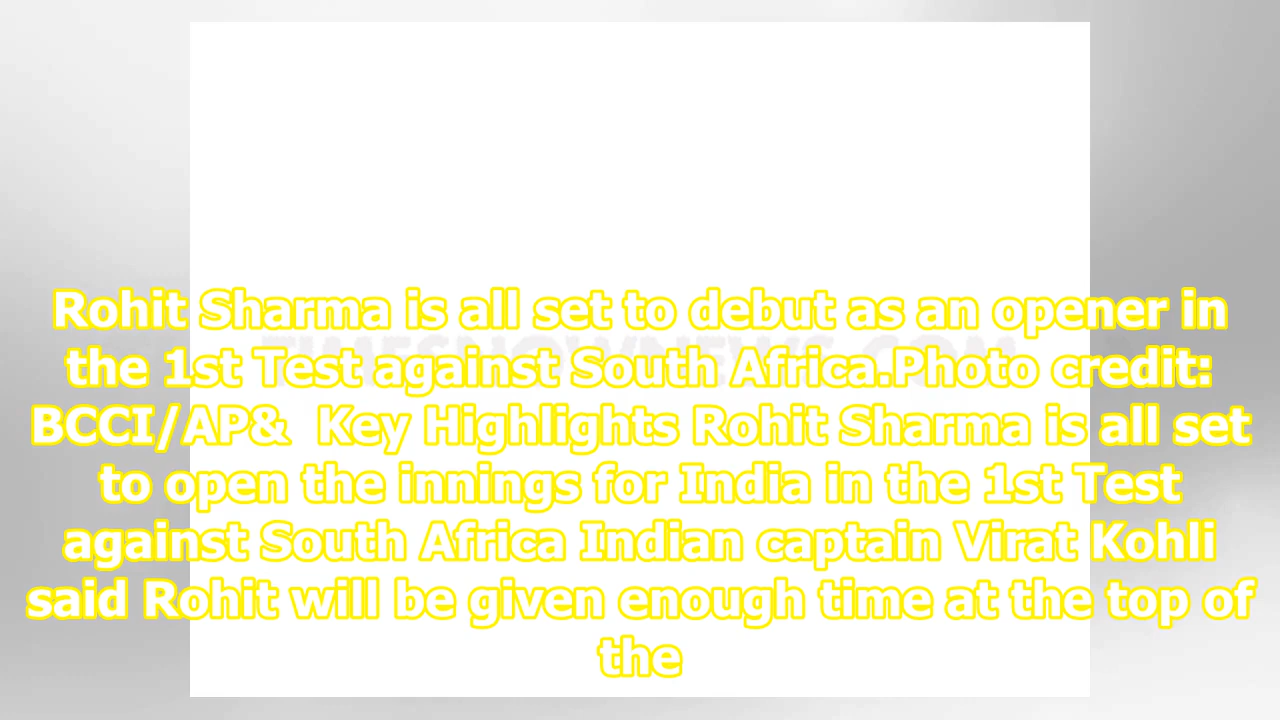 Rohit Sharma is all set to debut as an opener in
the 1st Test against South Africa.Photo credit:
BCCI/AP&  Key Highlights Rohit Sharma is all set
to open the innings for India in the 1st Test
against South Africa Indian captain Virat Kohli
said Rohit will be given enough time at the top of
the